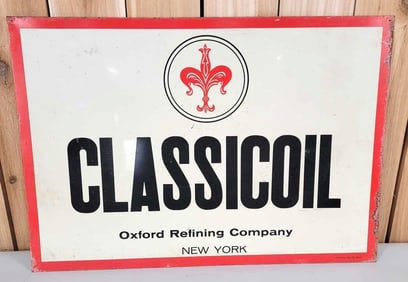 CLASSICOIL
Oxford Refining Company
NEW YORK